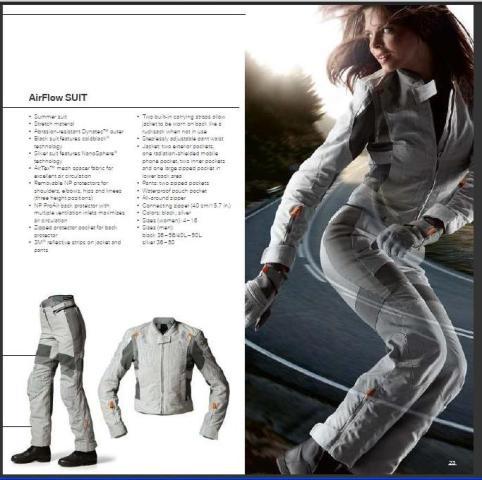 AirFlow SUIT
• Summer suit
• Stretch material
• Abrasion-resistant Dynatec™ outer
• Black suit features coldblack®
technology
• Silver suit features NanoSphere®
technology
• AirTex™ mesh spacer fabric for
excellent air circulation
• Removable NP protectors for
shoulders, elbows, hips and knees
(three height positions)
• NP ProAir back protector with
multiple ventilation inlets maximizes
air circulation
• Zipped protector pocket for back
protector
• 3M® reflective strips on jacket and
pants
• Two built-in carrying straps allow
jacket to be worn on back like a
rucksack when not in use
• Steplessly adjustable pant waist
• Jacket: two exterior pockets,
one radiation-shielded mobile
phone pocket, two inner pockets
and one large zipped pocket in
lower back area
• Pants: two zipped pockets
• Waterproof pouch pocket
• All-around zipper
• Connecting zipper (40 cm/15.7 in.)
• Colors: black, silver
• Sizes (women): 4–16
• Sizes (men):
black 36–56/40L–50L
silver 36–50